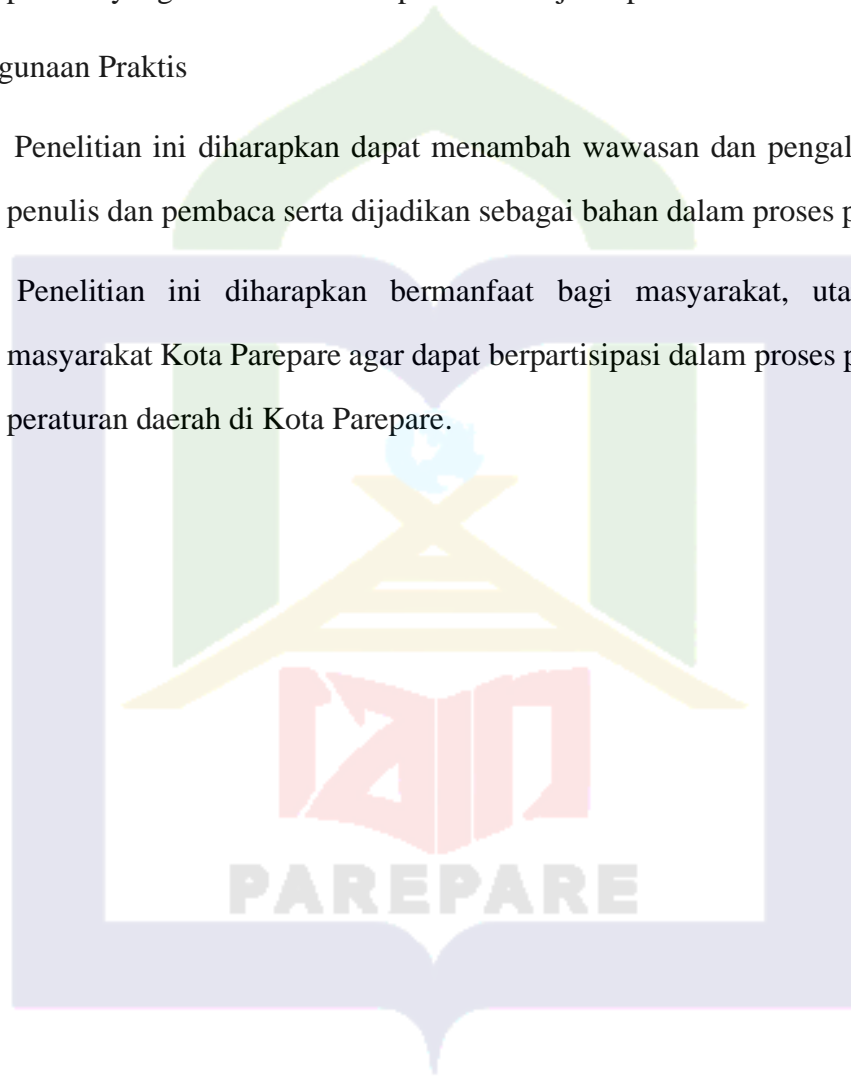 gunaan Praktis
Penelitian ini diharapkan dapat menambah wawasan dan pengal
penulis dan pembaca serta dijadikan sebagai bahan dalam proses p
Penelitian ini diharapkan bermanfaat bagi masyarakat, uta
masyarakat Kota Parepare agar dapat berpartisipasi dalam proses p
peraturan daerah di Kota Parepare.
iain
PAREPARE